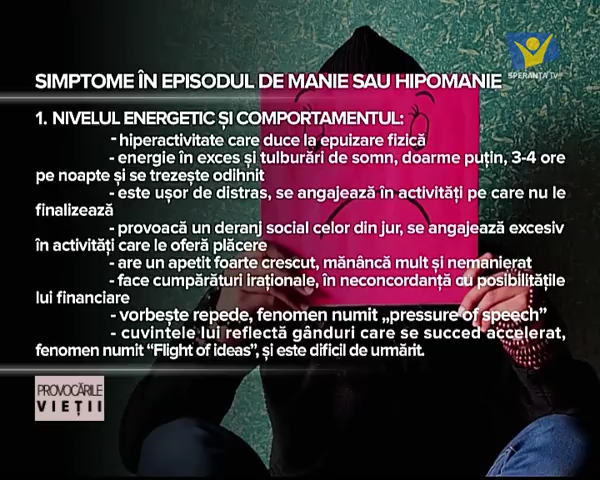 SPERANȚA TV
SIMPTOME ÎN EPISODUL DE MANIE SAU HIPOMANIE
1. NIVELUL ENERGETIC ȘI COMPORTAMENTUL:
- hiperactivitate care duce la epuizare fizică
- energie în exces și tulburări de somn, doarme puțin, 3-4 ore
pe noapte și se trezește odihnit
- este ușor de distras, se angajează în activități pe care nu le
finalizează
- provoacă un deranj social celor din jur, se angajează excesiv
în activități care le oferă plăcere
- are un apetit foarte crescut, mănâncă mult și nemanierat
- face cumpărături iraționale, în neconcordanță cu posibilitățile
lui financiare
- vorbește repede, fenomen numit „pressure of speech”
- cuvintele lui reflectă gânduri care se succed accelerat,
fenomen numit “Flight of ideas”, și este dificil de urmărit.
PROVOCĂRILE
VIEȚII